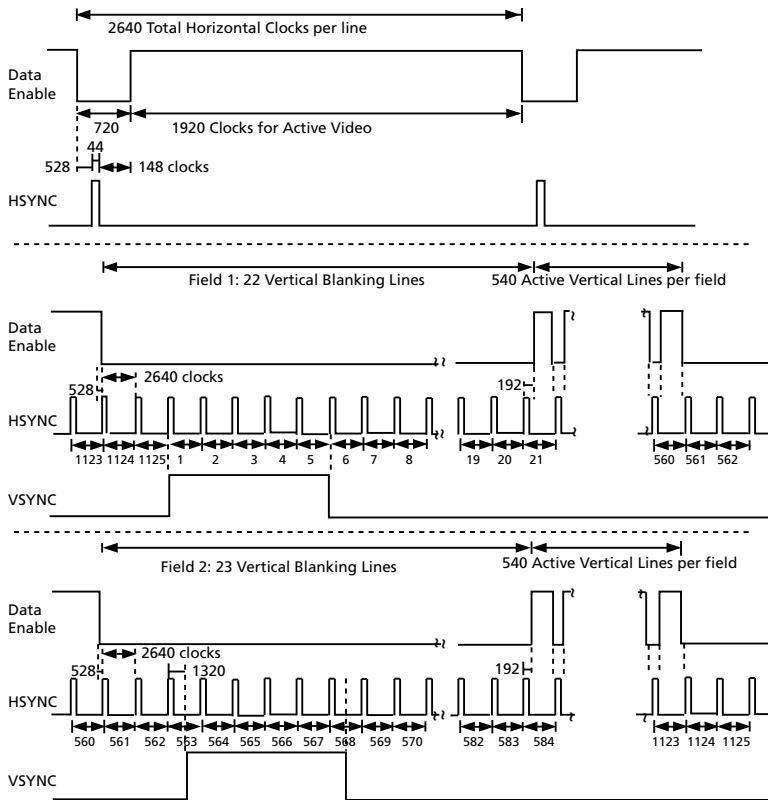 2640 Total Horizontal Clocks per line
Data
Enable
720
1920 Clocks for Active Video
44
528
148 clocks
HSYNC
Field 1: 22 Vertical Blanking Lines
540 Active Vertical Lines per field
Data
Enable
2640 clocks
528
192
HSYNC
1123 1124 1125 1 2 3 4 5 6 7 8 19 20 21 560 561 562
VSYNC
Field 2: 23 Vertical Blanking Lines
540 Active Vertical Lines per field
Data
Enable
2640 clocks
528
1320
192
HSYNC
560 561 562 563 564 565 566 567 568 569 570 582 583 584 1123 1124 1125
VSYNC